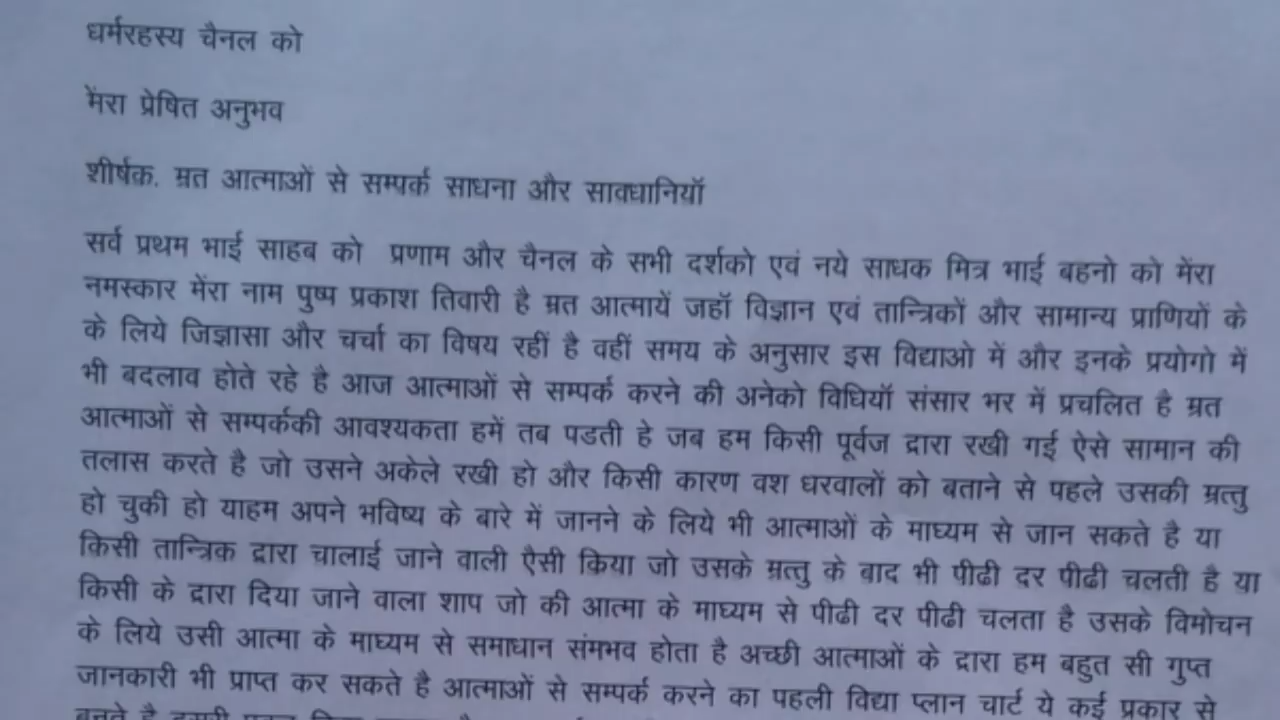 धर्मरहस्य चैनल को
मेंरा प्रेषित अनुभव
शीर्षक. म्रत आत्माओं से सम्पर्क साधना और सावधानियॉ
सर्व प्रथम भाई साहब को प्रणाम और चैनल के सभी दर्शको एवं नये साधक मित्र भाई बहनो को मेंरा
नमस्कार मेंरा नाम पुष्प प्रकाश तिवारी है म्रत आत्मायें जहॉ विज्ञान एवं तान्त्रिकों और सामान्य प्राणियों के
के लिये जिज्ञासा और चर्चा का विषय रहीं है वहीं समय के अनुसार इस विद्याओ में और इनके प्रयोगो में
भी बदलाव होते रहे है आज आत्माओं से सम्पर्क करने की अनेको विधियॉ संसार भर में प्रचलित है म्रत
आत्माओं से सम्पर्ककी आवश्यकता हमें तब पडती हे जब हम किसी पूर्वज द्रारा रखी गई ऐसे सामान की
तलास करते है जो उसने अकेले रखी हो और किसी कारण वश धरवालों को बताने से पहले उसकी म्रत्तु
हो चुकी हो याहम अपने भविष्य के बारे में जानने के लिये भी आत्माओं के माघ्यम से जान सकते है या
किसी तान्त्रिक द्रारा चालाई जाने वाली ऐसी क्रिया जो उसके म्रत्तु के बाद भी पीढी दर पीढी चलती है या
किसी के द्रारा दिया जाने वाला शाप जो की आत्मा के माघ्यम से पीढी दर पीढी चलता है उसके विमोचन
के लिये उसी आत्मा के माघ्यम से समाधान संमभव होता है अच्छी आत्माओं के द्रारा हम बहुत सी गुप्त
जानकारी भी प्राप्त कर सकते है आत्माओं से सम्पर्क करने का पहली विद्या प्लान चार्ट ये कई प्रकार से